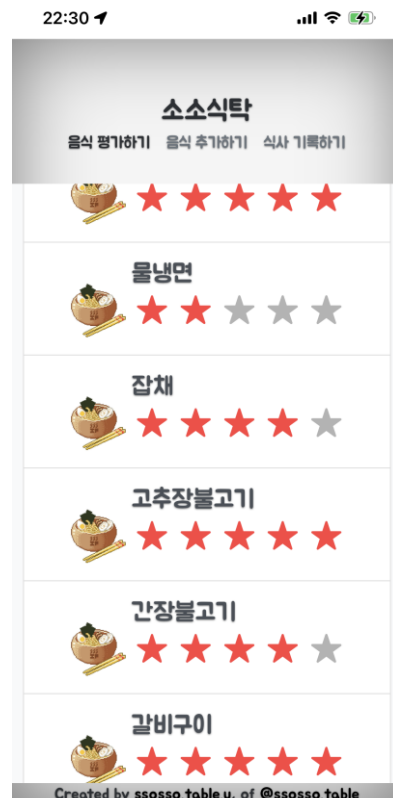 22:30
소소식탁
음식 평가하기 음식 추가하기 식사 기록하기
물냉면
잡채
고추장불고기
간장불고기
갈비구이
Created by ssosso table u. of @ssosso table